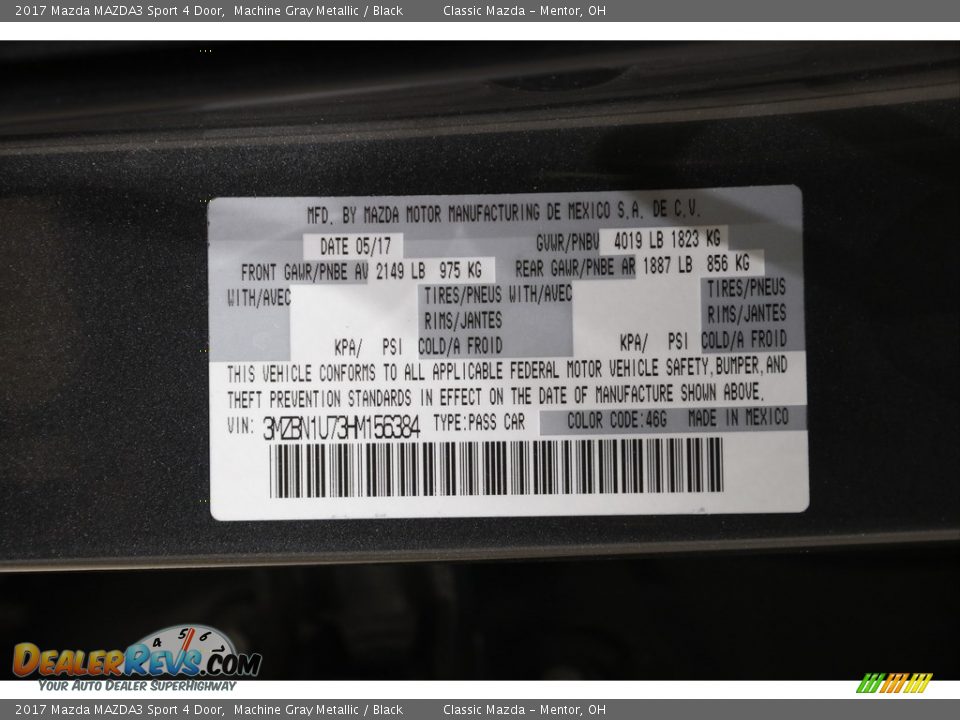 2017 Mazda MAZDA3 Sport 4 Door, Machine Gray Metallic / Black Classic Mazda - Mentor, OH
MFD. BY MAZDA MOTOR MANUFACTURING DE MEXICO S.A. DE C.V.
DATE 05/17 GVWR/PNBV 4019 LB 1823 KG
FRONT GAWR/PNBE AV 2149 LB 975 KG REAR GAWR/PNBE AR 1887 LB 856 KG
WITH/AVEC TIRES/PNEUS WITH/AVEC TIRES/PNEUS
RIMS/JANTES RIMS/JANTES
KPA/ PSI COLD/A FROID KPA/ PSI COLD/A FROID
THIS VEHICLE CONFORMS TO ALL APPLICABLE FEDERAL MOTOR VEHICLE SAFETY, BUMPER, AND
THEFT PREVENTION STANDARDS IN EFFECT ON THE DATE OF MANUFACTURE SHOWN ABOVE.
VIN: 3MZBN1U73HM156384 TYPE:PASS CAR COLOR CODE:46G MADE IN MEXICO
4 5 6
DEALERREVS.COM
YOUR AUTO DEALER SUPERHIGHWAY
2017 Mazda MAZDA3 Sport 4 Door, Machine Gray Metallic / Black Classic Mazda - Mentor, OH